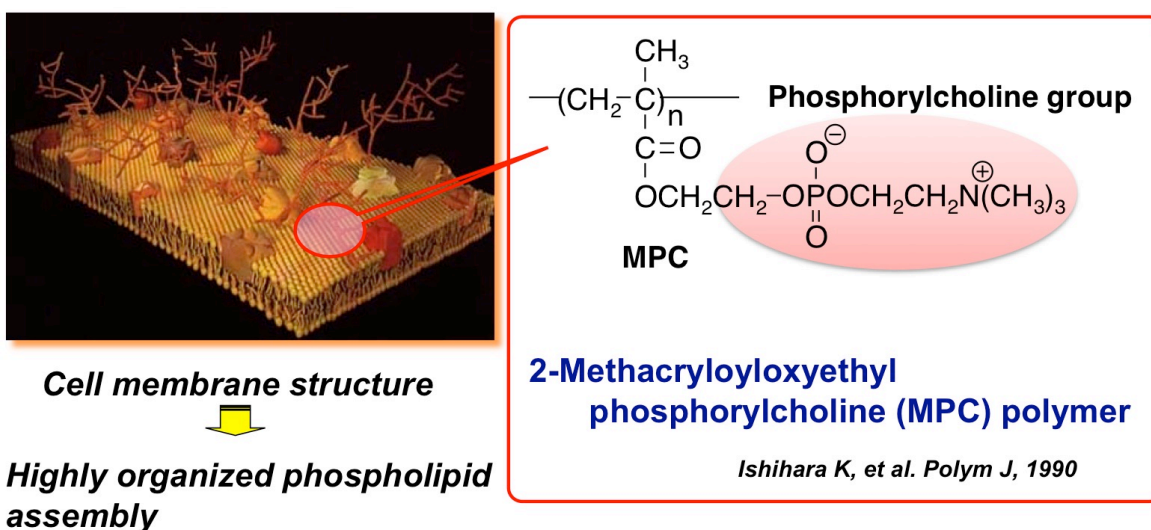 Cell membrane structure
Highly organized phospholipid
assembly
CH₃
(CH₂-C)n
C=O
OCH₂CH₂-OPOCH₂CH₂N(CH₃)₃
O⊖
⊕
O
MPC
Phosphorylcholine group
2-Methacryloyloxyethyl
phosphorylcholine (MPC) polymer
Ishihara K, et al. Polym J, 1990